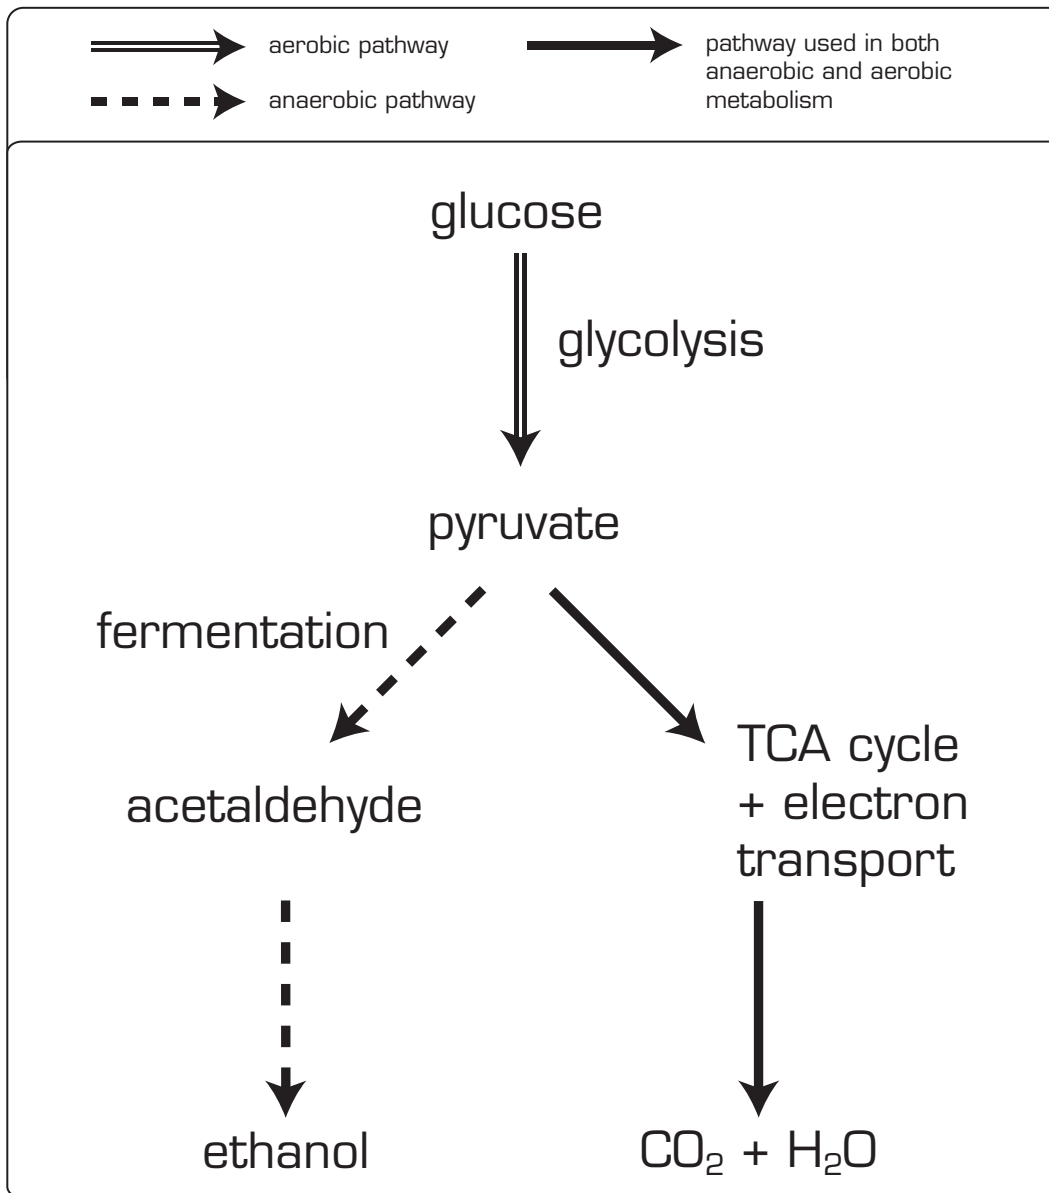 aerobic pathway
anaerobic pathway
pathway used in both
anaerobic and aerobic
metabolism
glucose
glycolysis
pyruvate
fermentation
TCA cycle
+ electron
transport
acetaldehyde
ethanol
CO₂ + H₂O